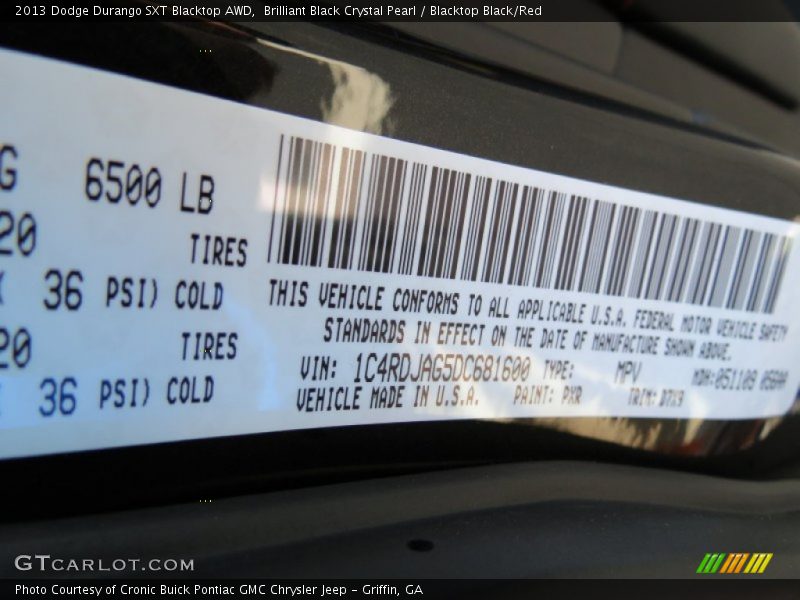 2013 Dodge Durango SXT Blacktop AWD, Brilliant Black Crystal Pearl / Blacktop Black/Red
G 6500 LB
20 TIRES
36 PSI) COLD
20 TIRES
36 PSI) COLD
THIS VEHICLE CONFORMS TO ALL APPLICABLE U.S.A. FEDERAL MOTOR VEHICLE SAFETY
STANDARDS IN EFFECT ON THE DATE OF MANUFACTURE SHOWN ABOVE.
VIN: 1C4RDJAG5DC681600 TYPE: MPV MDH:051109
VEHICLE MADE IN U.S.A. PAINT: PXR TRIM:
GTCARLOT.COM
Photo Courtesy of Cronic Buick Pontiac GMC Chrysler Jeep - Griffin, GA